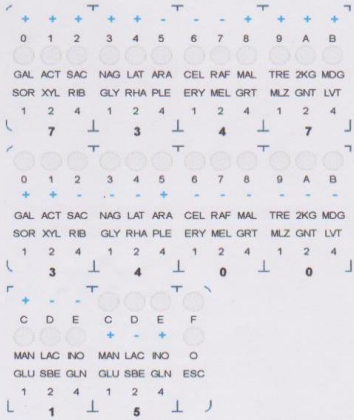 + + + + + - - - + + + +
0 1 2 3 4 5 6 7 8 9 A B
GAL ACT SAC NAG LAT ARA CEL RAF MAL TRE 2KG MDG
SOR XYL RIB GLY RHA PLE ERY MEL GRT MLZ GNT LVT
1 2 4 1 2 4 1 2 4 1 2 4
7 3 4 7
0 1 2 3 4 5 6 7 8 9 A B
+ + - - - + - - - - - -
GAL ACT SAC NAG LAT ARA CEL RAF MAL TRE 2KG MDG
SOR XYL RIB GLY RHA PLE ERY MEL GRT MLZ GNT LVT
1 2 4 1 2 4 1 2 4 1 2 4
3 4 0 0
+ - -
C D E C D E F
+ - +
MAN LAC INO MAN LAC INO O
GLU SBE GLN GLU SBE GLN ESC
1 2 4 1 2 4
1 5